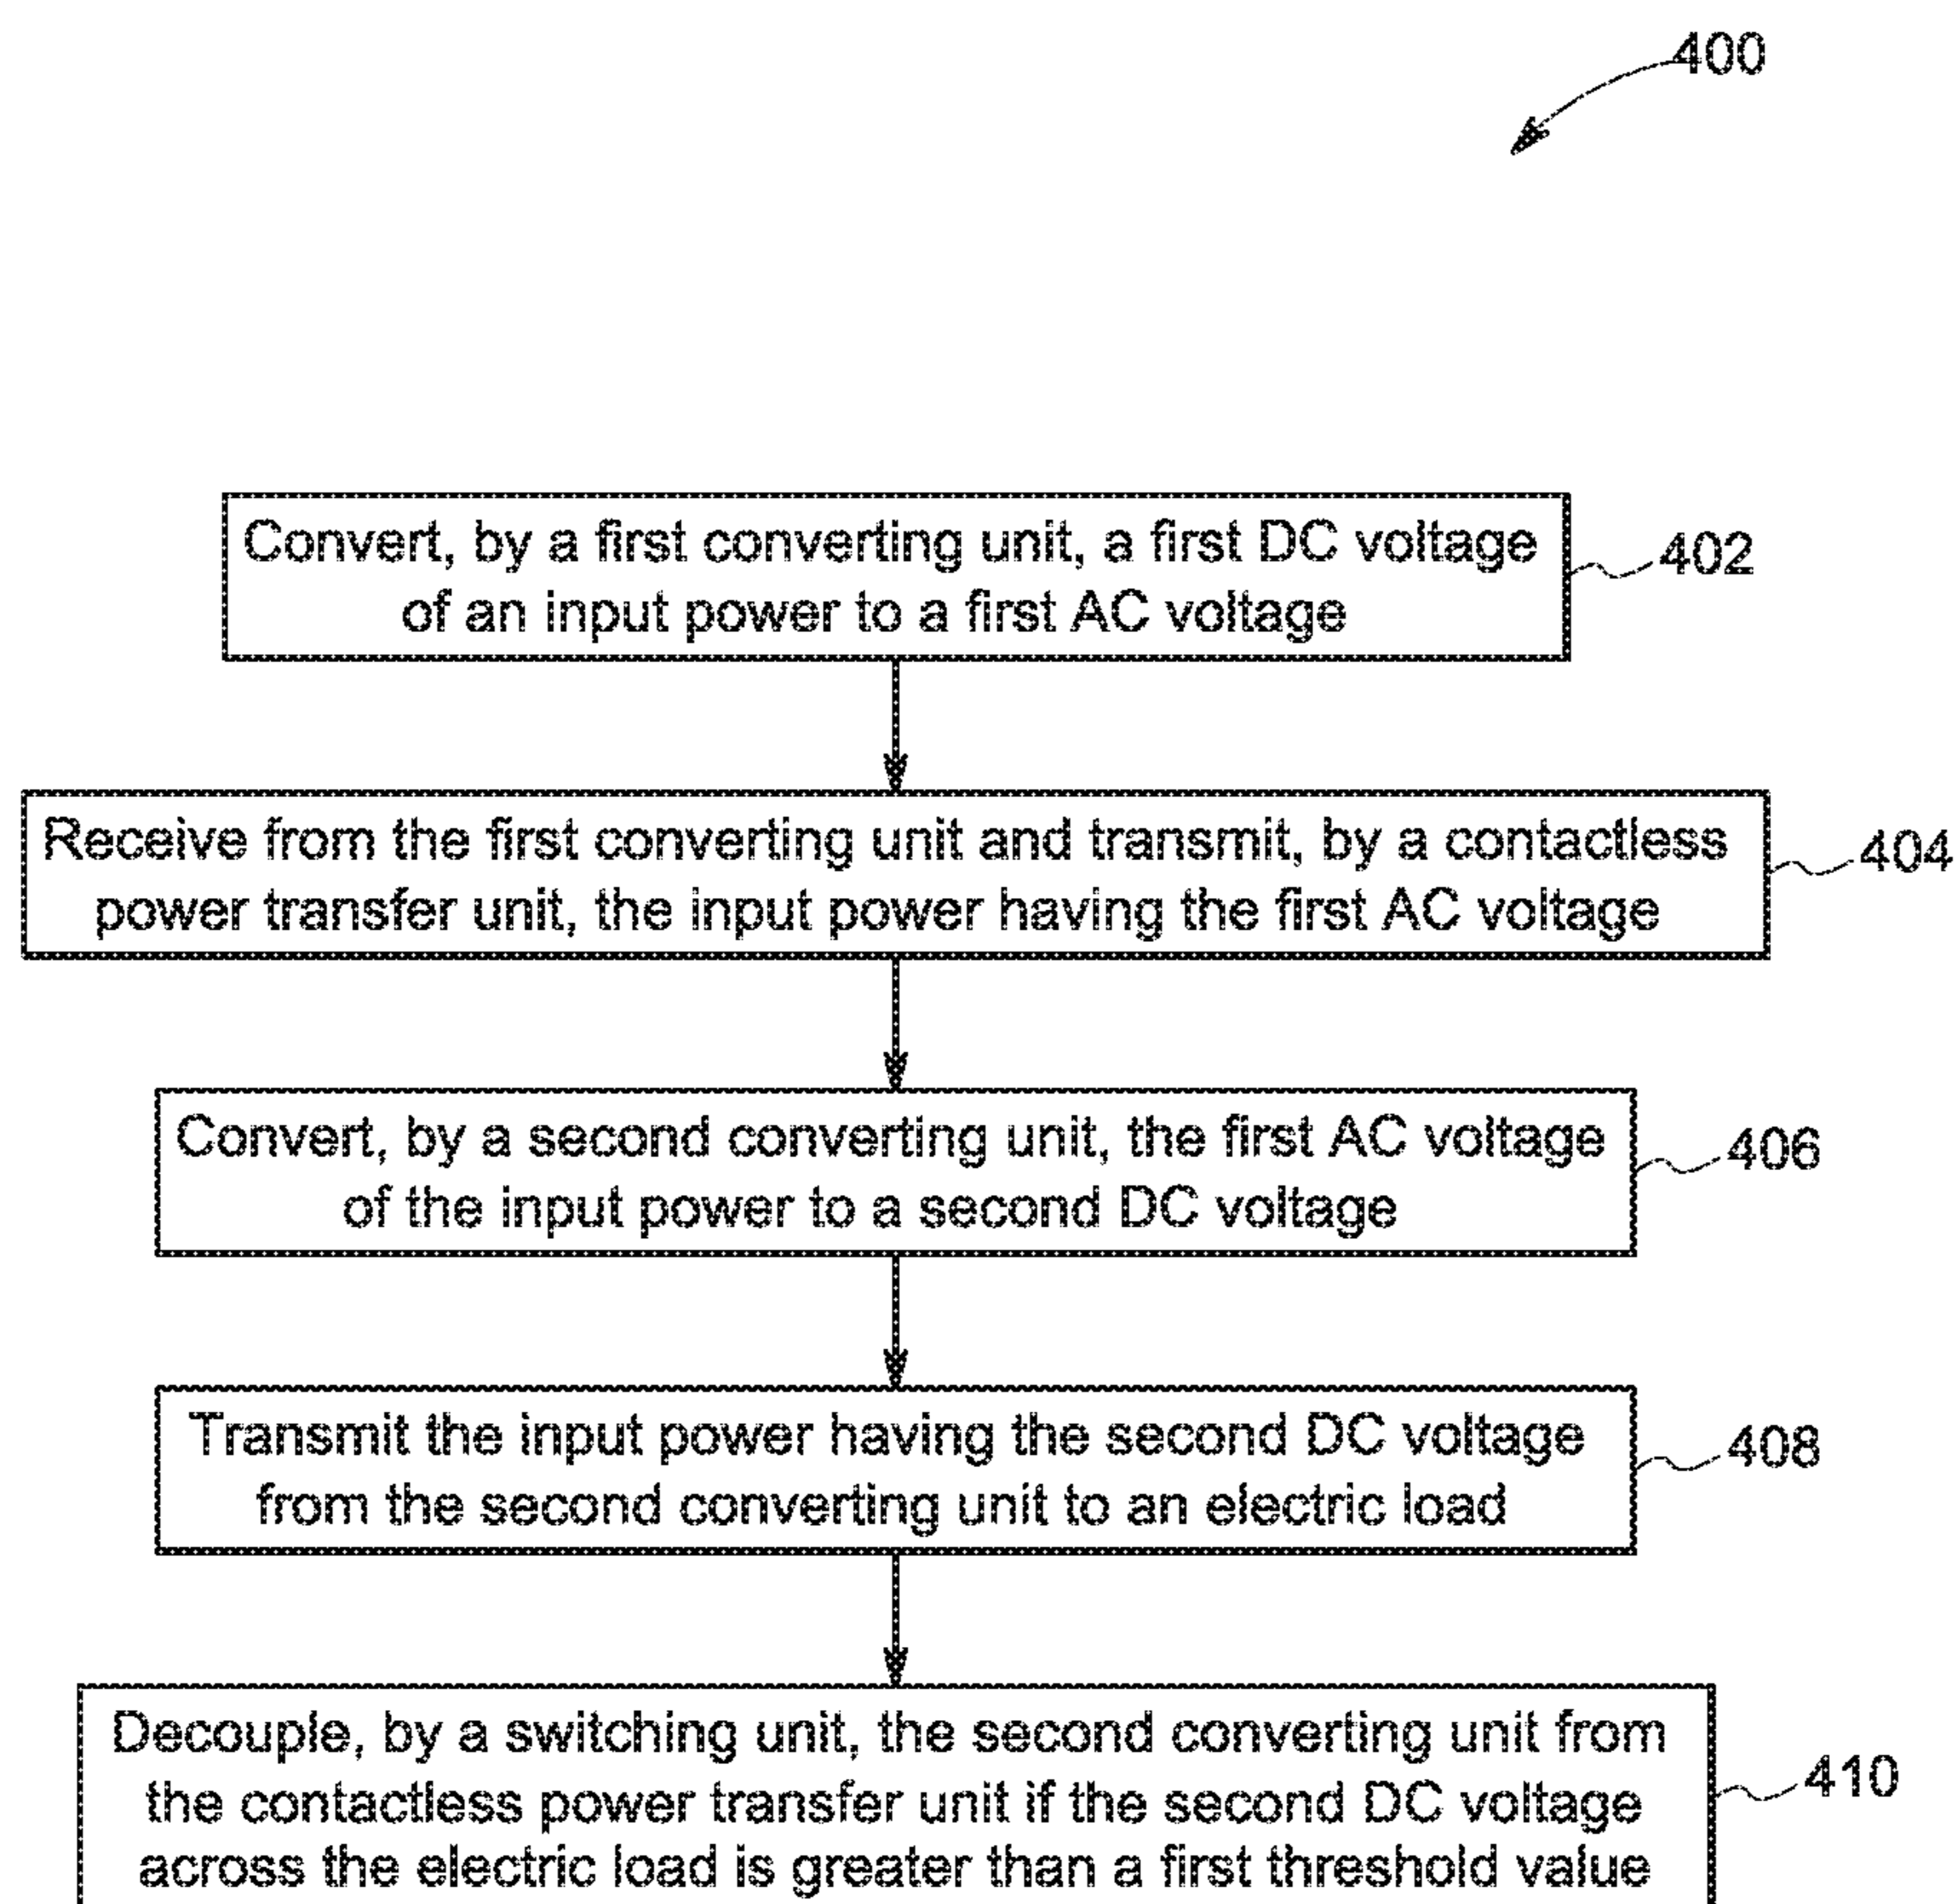 400
Convert, by a first converting unit, a first DC voltage
of an input power to a first AC voltage
402
Receive from the first converting unit and transmit, by a contactless
power transfer unit, the input power having the first AC voltage
404
Convert, by a second converting unit, the first AC voltage
of the input power to a second DC voltage
406
Transmit the input power having the second DC voltage
from the second converting unit to an electric load
408
Decouple, by a switching unit, the second converting unit from
the contactless power transfer unit if the second DC voltage
across the electric load is greater than a first threshold value
410